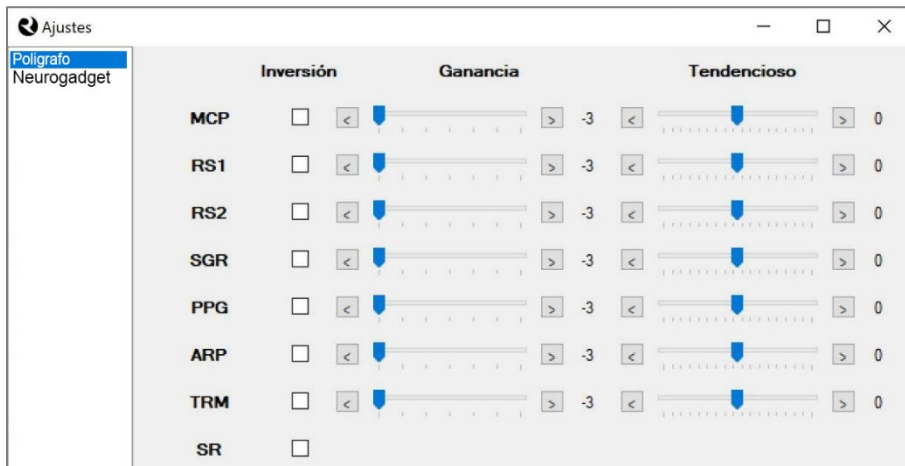 Ajustes
Poligrafo
Neurogadget
Inversión Ganancia Tendencioso
MCP < > -3 < > 0
RS1 < > -3 < > 0
RS2 < > -3 < > 0
SGR < > -3 < > 0
PPG < > -3 < > 0
ARP < > -3 < > 0
TRM < > -3 < > 0
SR